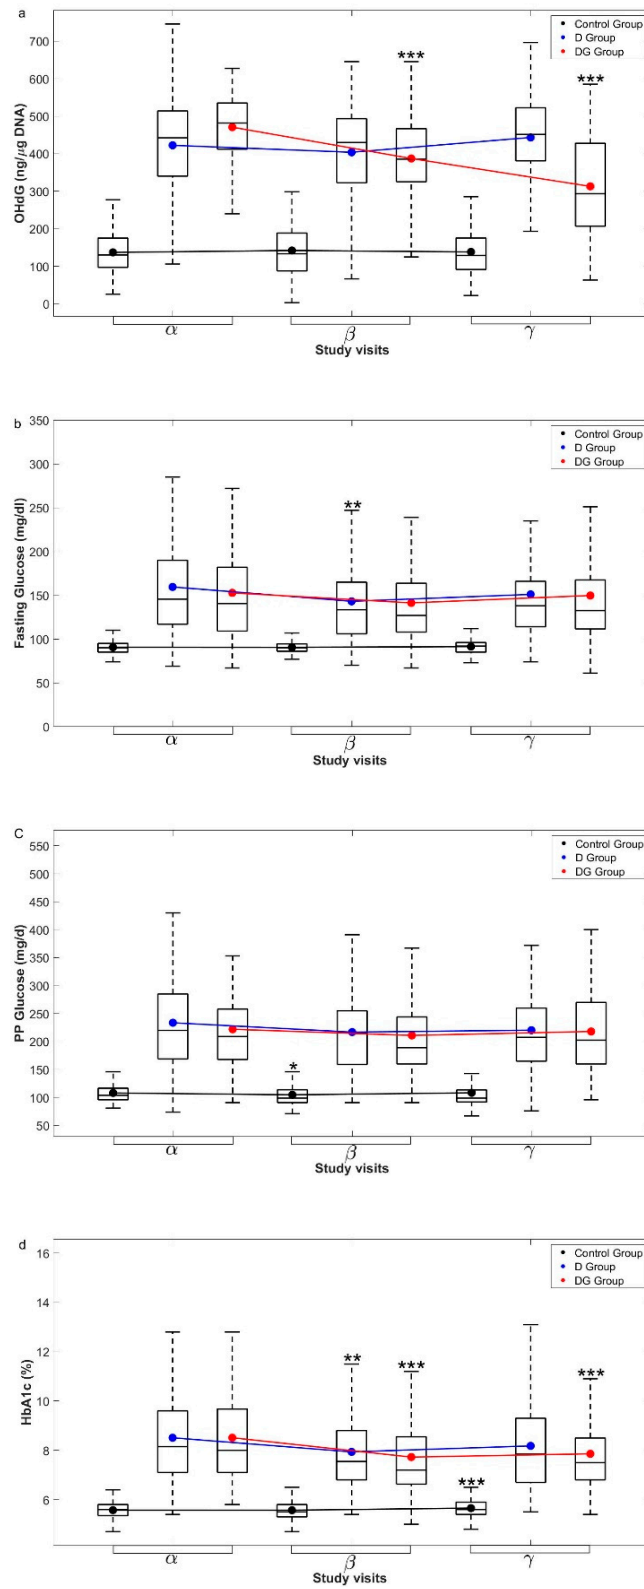 a
Control Group
D Group
DG Group
***
***
700
600
500
400
300
200
100
0
OHdG (ng/µg DNA)
α β γ
Study visits
b
Control Group
D Group
DG Group
**
350
300
250
200
150
100
50
0
Fasting Glucose (mg/dl)
α β γ
Study visits
C
Control Group
D Group
DG Group
*
550
500
450
400
350
300
250
200
150
100
50
PP Glucose (mg/d)
α β γ
Study visits
d
Control Group
D Group
DG Group
**
***
***
***
16
14
12
10
8
6
HbA1c (%)
α β γ
Study visits